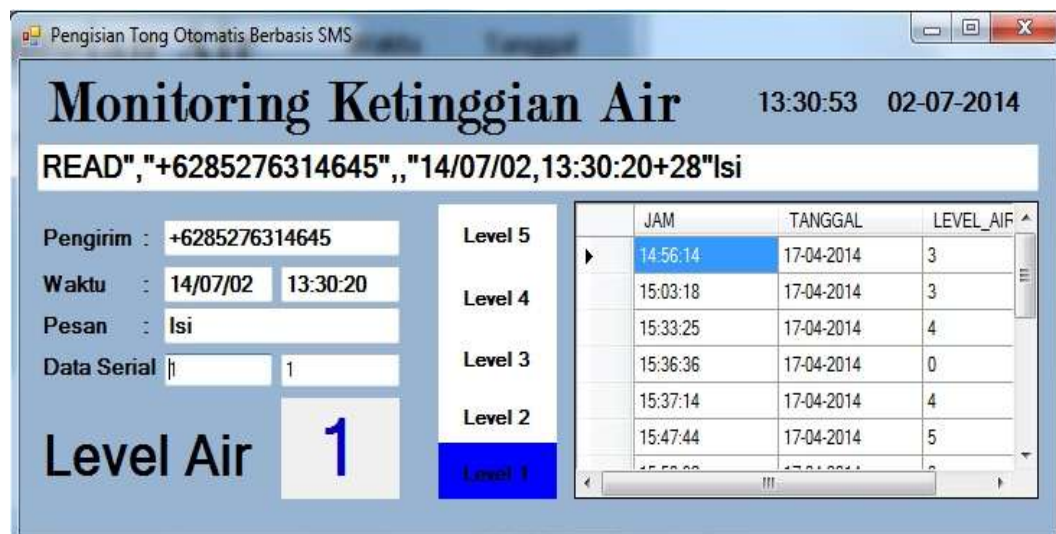 Pengisian Tong Otomatis Berbasis SMS
Monitoring Ketinggian Air 13:30:53 02-07-2014
READ","+6285276314645",,"14/07/02,13:30:20+28"Isi
Pengirim : +6285276314645
Waktu : 14/07/02 13:30:20
Pesan : Isi
Data Serial 1 1
Level Air 1
Level 5
Level 4
Level 3
Level 2
Level 1
JAM TANGGAL LEVEL_AIR
14:56:14 17-04-2014 3
15:03:18 17-04-2014 3
15:33:25 17-04-2014 4
15:36:36 17-04-2014 0
15:37:14 17-04-2014 4
15:47:44 17-04-2014 5